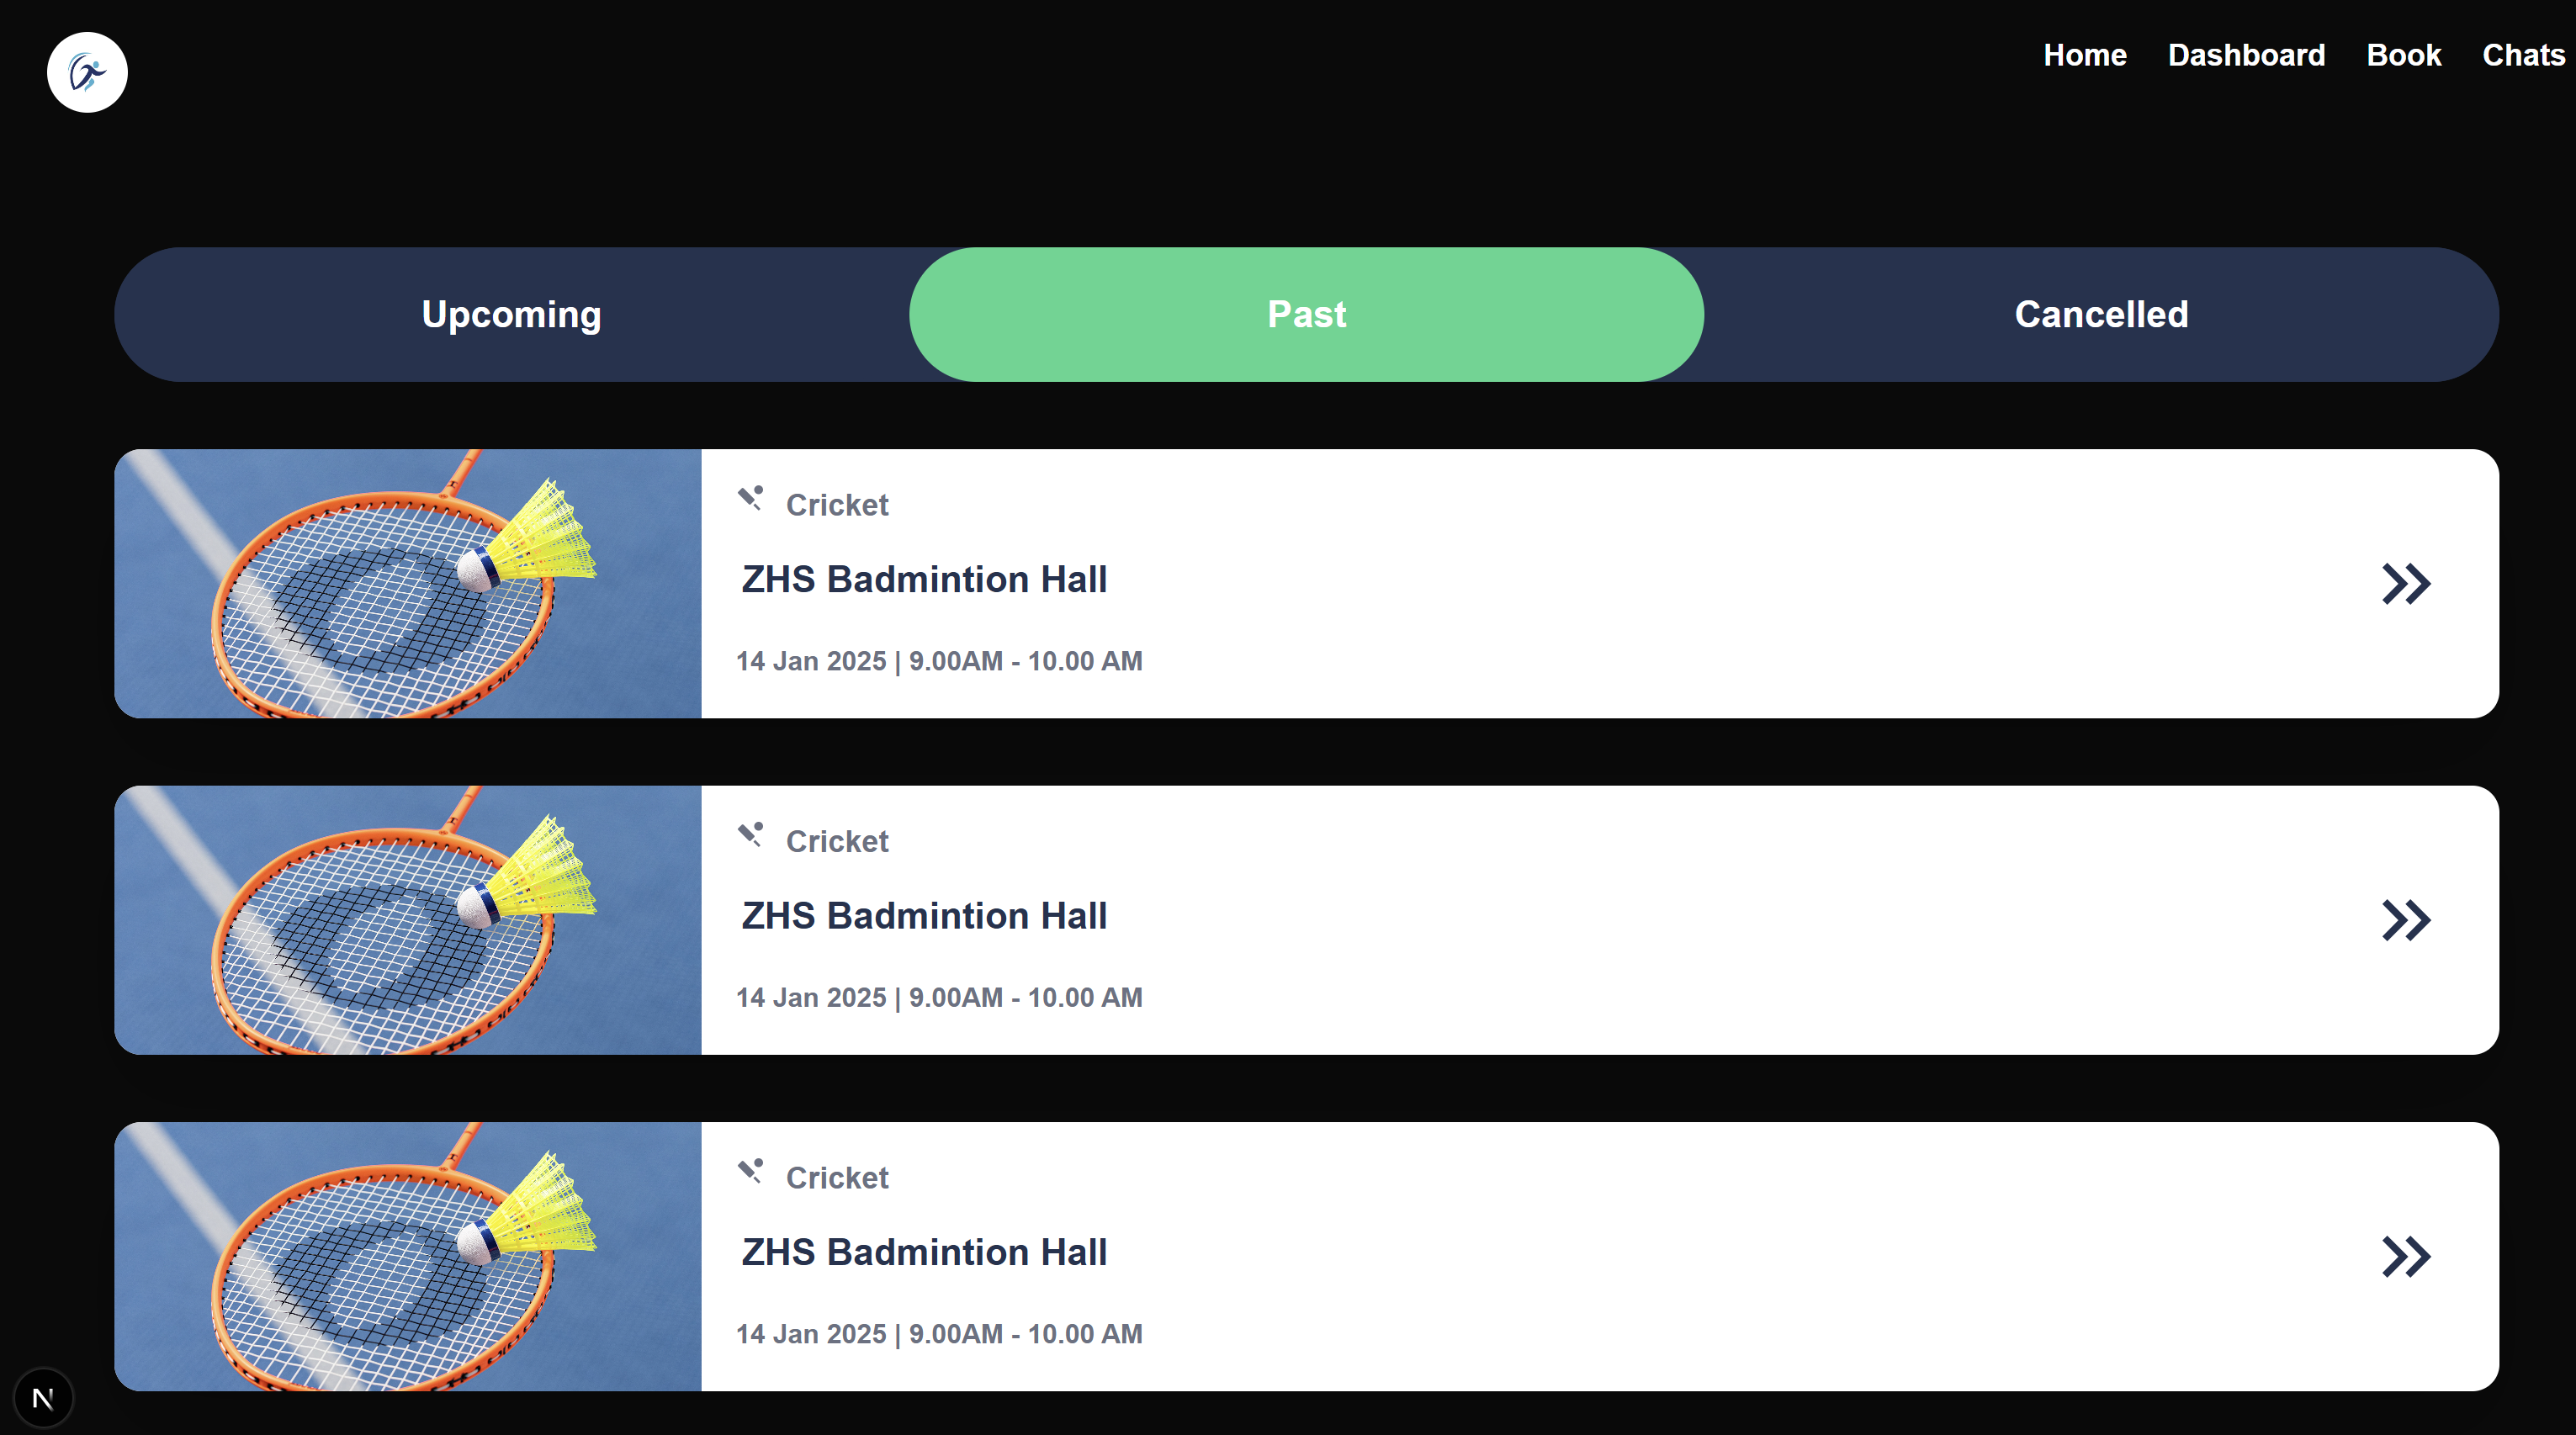 Home Dashboard Book Chats
Upcoming Past Cancelled
Cricket
ZHS Badmintion Hall
14 Jan 2025 | 9.00AM - 10.00 AM
Cricket
ZHS Badmintion Hall
14 Jan 2025 | 9.00AM - 10.00 AM
Cricket
ZHS Badmintion Hall
14 Jan 2025 | 9.00AM - 10.00 AM
N